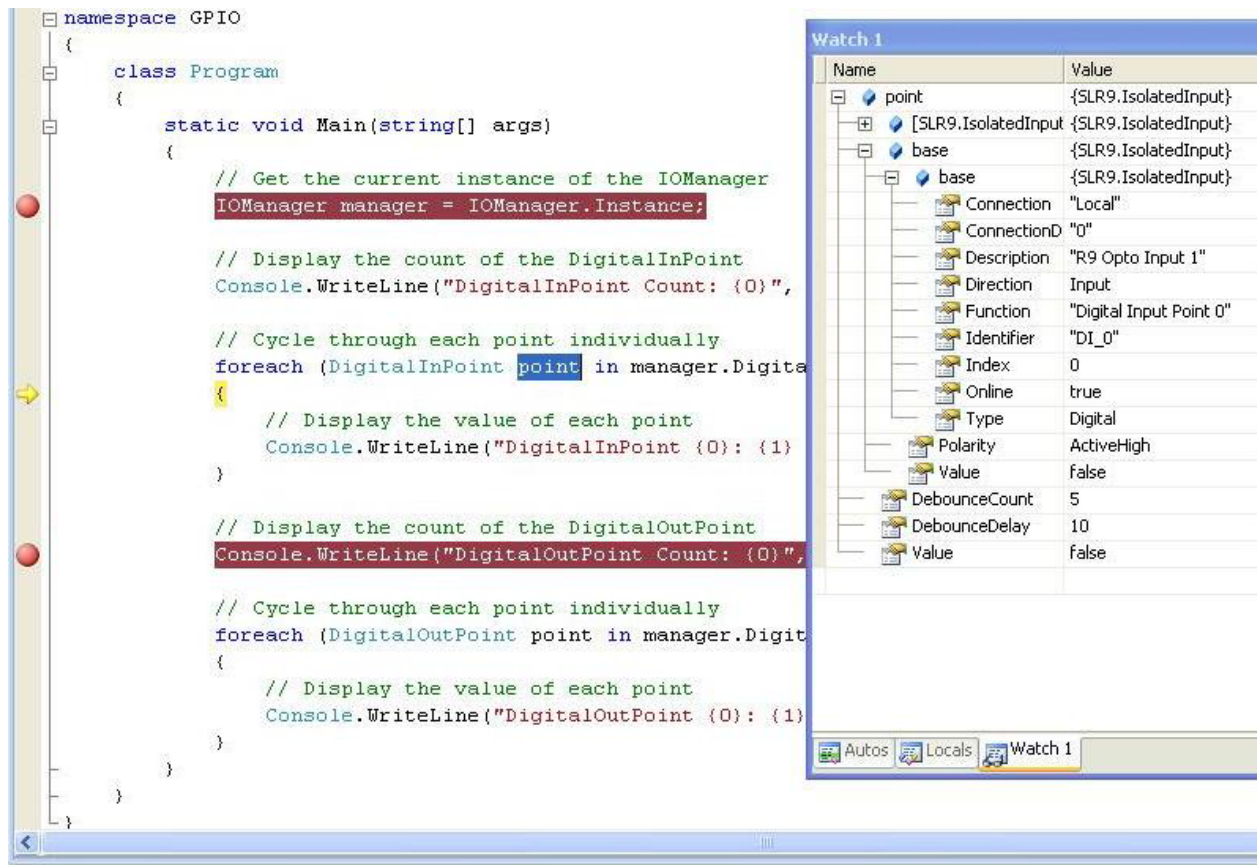 namespace GPIO
{
class Program
{
static void Main(string[] args)
{
// Get the current instance of the IOManager
IOManager manager = IOManager.Instance;
// Display the count of the DigitalInPoint
Console.WriteLine("DigitalInPoint Count: {0}",
// Cycle through each point individually
foreach (DigitalInPoint point in manager.Digita
{
// Display the value of each point
Console.WriteLine("DigitalInPoint {0}: {1}
}
// Display the count of the DigitalOutPoint
Console.WriteLine("DigitalOutPoint Count: {0}",
// Cycle through each point individually
foreach (DigitalOutPoint point in manager.Digit
{
// Display the value of each point
Console.WriteLine("DigitalOutPoint {0}: {1}
}
}
}
}
Watch 1
Name Value
point {SLR9.IsolatedInput}
[SLR9.IsolatedInput {SLR9.IsolatedInput}
base {SLR9.IsolatedInput}
base {SLR9.IsolatedInput}
Connection "Local"
ConnectionD "0"
Description "R9 Opto Input 1"
Direction Input
Function "Digital Input Point 0"
Identifier "DI_0"
Index 0
Online true
Type Digital
Polarity ActiveHigh
Value false
DebounceCount 5
DebounceDelay 10
Value false
Autos Locals Watch 1